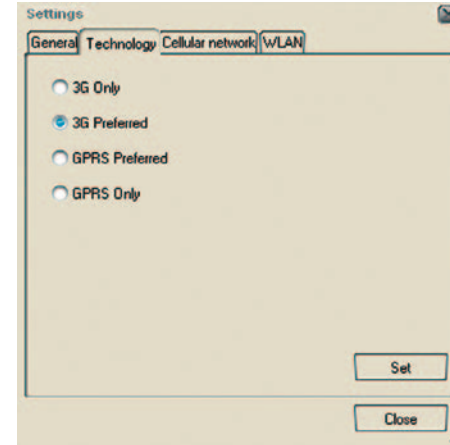 Settings
General Technology Cellular network WLAN
3G Only
3G Preferred
GPRS Preferred
GPRS Only
Set
Close